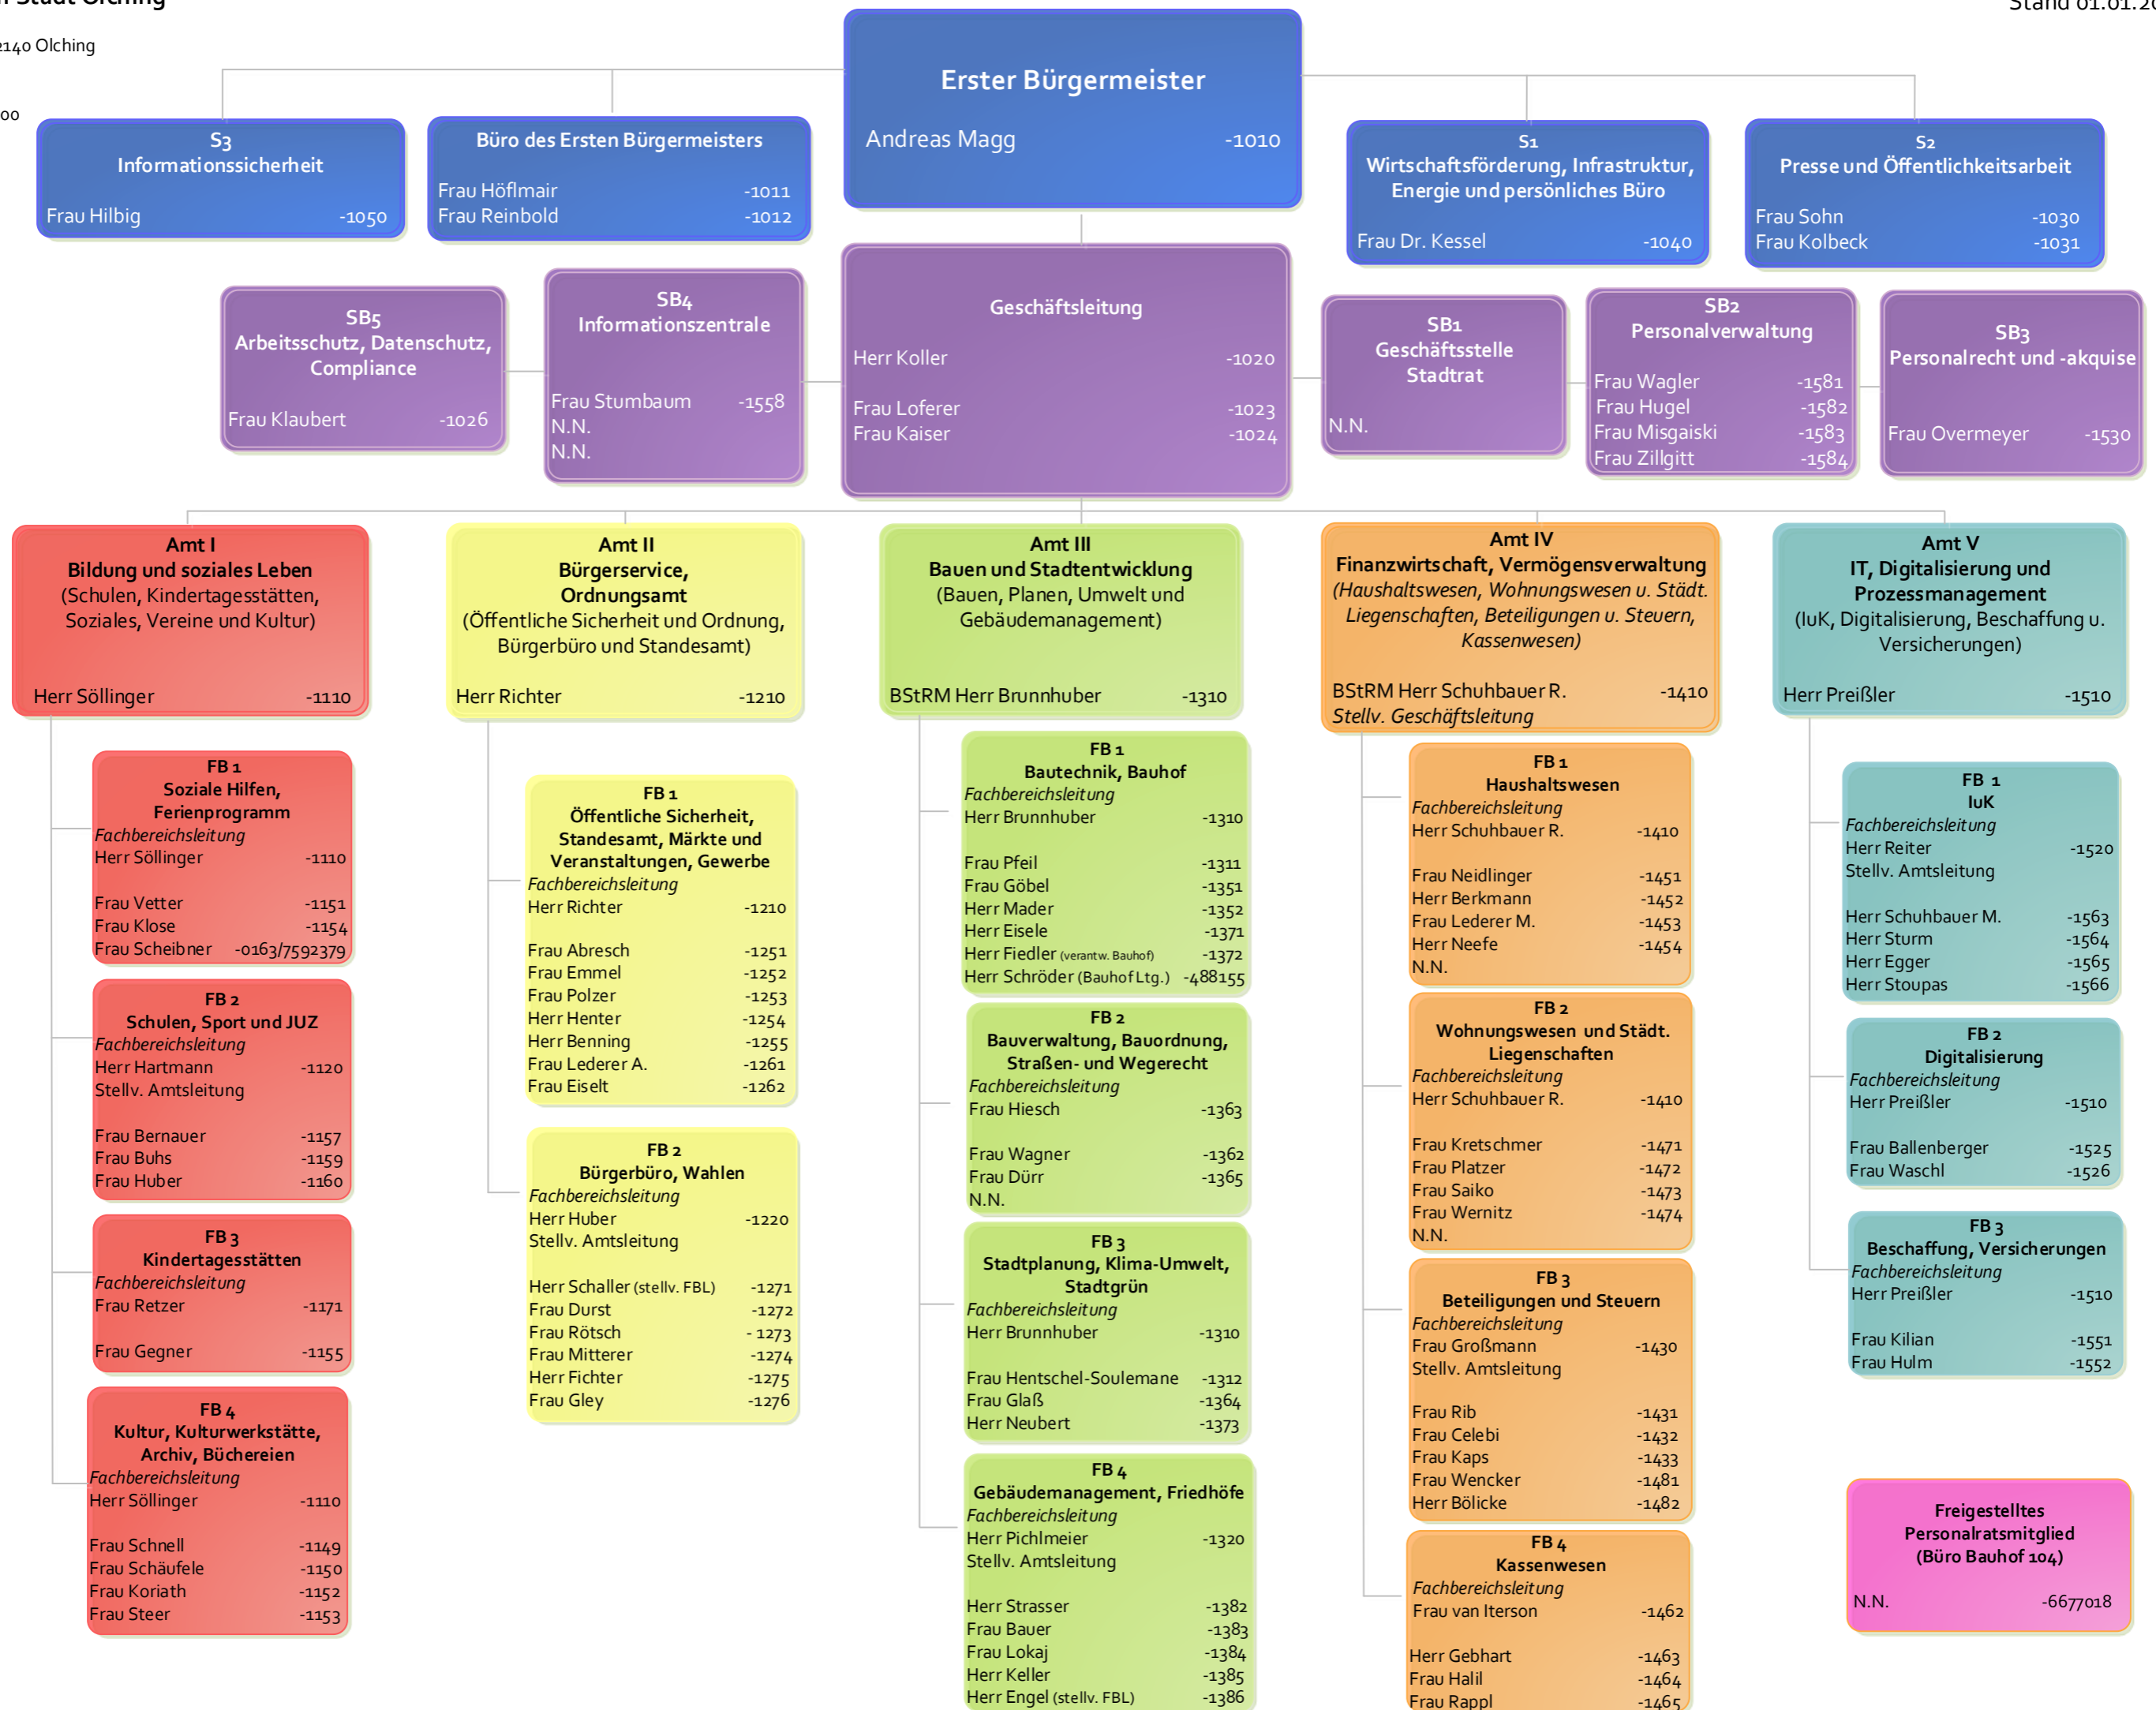 Stadt Olching
Stand 01.01.20
2140 Olching
00
Erster Bürgermeister
Andreas Magg -1010
S3
Informationssicherheit
Frau Hilbig -1050
Büro des Ersten Bürgermeisters
Frau Höflmair -1011
Frau Reinbold -1012
S1
Wirtschaftsförderung, Infrastruktur,
Energie und persönliches Büro
Frau Dr. Kessel -1040
S2
Presse und Öffentlichkeitsarbeit
Frau Sohn -1030
Frau Kolbeck -1031
SB5
Arbeitsschutz, Datenschutz,
Compliance
Frau Klaubert -1026
SB4
Informationszentrale
Frau Stumbaum -1558
N.N.
N.N.
Geschäftsleitung
Herr Koller -1020
Frau Loferer -1023
Frau Kaiser -1024
SB1
Geschäftsstelle
Stadtrat
N.N.
SB2
Personalverwaltung
Frau Wagler -1581
Frau Hugel -1582
Frau Misgaiski -1583
Frau Zillgitt -1584
SB3
Personalrecht und -akquise
Frau Overmeyer -1530
Amt I
Bildung und soziales Leben
(Schulen, Kindertagesstätten,
Soziales, Vereine und Kultur)
Herr Söllinger -1110
FB 1
Soziale Hilfen,
Ferienprogramm
Fachbereichsleitung
Herr Söllinger -1110
Frau Vetter -1151
Frau Klose -1154
Frau Scheibner -0163/7592379
FB 2
Schulen, Sport und JUZ
Fachbereichsleitung
Herr Hartmann -1120
Stellv. Amtsleitung
Frau Bernauer -1157
Frau Buhs -1159
Frau Huber -1160
FB 3
Kindertagesstätten
Fachbereichsleitung
Frau Retzer -1171
Frau Gegner -1155
FB 4
Kultur, Kulturwerkstätte,
Archiv, Büchereien
Fachbereichsleitung
Herr Söllinger -1110
Frau Schnell -1149
Frau Schäufele -1150
Frau Koriath -1152
Frau Steer -1153
Amt II
Bürgerservice,
Ordnungsamt
(Öffentliche Sicherheit und Ordnung,
Bürgerbüro und Standesamt)
Herr Richter -1210
FB 1
Öffentliche Sicherheit,
Standesamt, Märkte und
Veranstaltungen, Gewerbe
Fachbereichsleitung
Herr Richter -1210
Frau Abresch -1251
Frau Emmel -1252
Frau Polzer -1253
Herr Henter -1254
Herr Benning -1255
Frau Lederer A. -1261
Frau Eiselt -1262
FB 2
Bürgerbüro, Wahlen
Fachbereichsleitung
Herr Huber -1220
Stellv. Amtsleitung
Herr Schaller (stellv. FBL) -1271
Frau Durst -1272
Frau Rötsch - 1273
Frau Mitterer -1274
Herr Fichter -1275
Frau Gley -1276
Amt III
Bauen und Stadtentwicklung
(Bauen, Planen, Umwelt und
Gebäudemanagement)
BStRM Herr Brunnhuber -1310
FB 1
Bautechnik, Bauhof
Fachbereichsleitung
Herr Brunnhuber -1310
Frau Pfeil -1311
Frau Göbel -1351
Herr Mader -1352
Herr Eisele -1371
Herr Fiedler (verantw. Bauhof) -1372
Herr Schröder (Bauhof Ltg.) -488155
FB 2
Bauverwaltung, Bauordnung,
Straßen- und Wegerecht
Fachbereichsleitung
Frau Hiesch -1363
Frau Wagner -1362
Frau Dürr -1365
N.N.
FB 3
Stadtplanung, Klima-Umwelt,
Stadtgrün
Fachbereichsleitung
Herr Brunnhuber -1310
Frau Hentschel-Soulemane -1312
Frau Glaß -1364
Herr Neubert -1373
FB 4
Gebäudemanagement, Friedhöfe
Fachbereichsleitung
Herr Pichlmeier -1320
Stellv. Amtsleitung
Herr Strasser -1382
Frau Bauer -1383
Frau Lokaj -1384
Herr Keller -1385
Herr Engel (stellv. FBL) -1386
Amt IV
Finanzwirtschaft, Vermögensverwaltung
(Haushaltswesen, Wohnungswesen u. Städt.
Liegenschaften, Beteiligungen u. Steuern,
Kassenwesen)
BStRM Herr Schuhbauer R. -1410
Stellv. Geschäftsleitung
FB 1
Haushaltswesen
Fachbereichsleitung
Herr Schuhbauer R. -1410
Frau Neidlinger -1451
Herr Berkmann -1452
Frau Lederer M. -1453
Herr Neefe -1454
N.N.
FB 2
Wohnungswesen und Städt.
Liegenschaften
Fachbereichsleitung
Herr Schuhbauer R. -1410
Frau Kretschmer -1471
Frau Platzer -1472
Frau Saiko -1473
Frau Wernitz -1474
N.N.
FB 3
Beteiligungen und Steuern
Fachbereichsleitung
Frau Großmann -1430
Stellv. Amtsleitung
Frau Rib -1431
Frau Celebi -1432
Frau Kaps -1433
Frau Wencker -1481
Herr Bölicke -1482
FB 4
Kassenwesen
Fachbereichsleitung
Frau van Iterson -1462
Herr Gebhart -1463
Frau Halil -1464
Frau Rappl -1465
Amt V
IT, Digitalisierung und
Prozessmanagement
(IuK, Digitalisierung, Beschaffung u.
Versicherungen)
Herr Preißler -1510
FB 1
IuK
Fachbereichsleitung
Herr Reiter -1520
Stellv. Amtsleitung
Herr Schuhbauer M. -1563
Herr Sturm -1564
Herr Egger -1565
Herr Stoupas -1566
FB 2
Digitalisierung
Fachbereichsleitung
Herr Preißler -1510
Frau Ballenberger -1525
Frau Waschl -1526
FB 3
Beschaffung, Versicherungen
Fachbereichsleitung
Herr Preißler -1510
Frau Kilian -1551
Frau Hulm -1552
Freigestelltes
Personalratsmitglied
(Büro Bauhof 104)
N.N. -6677018